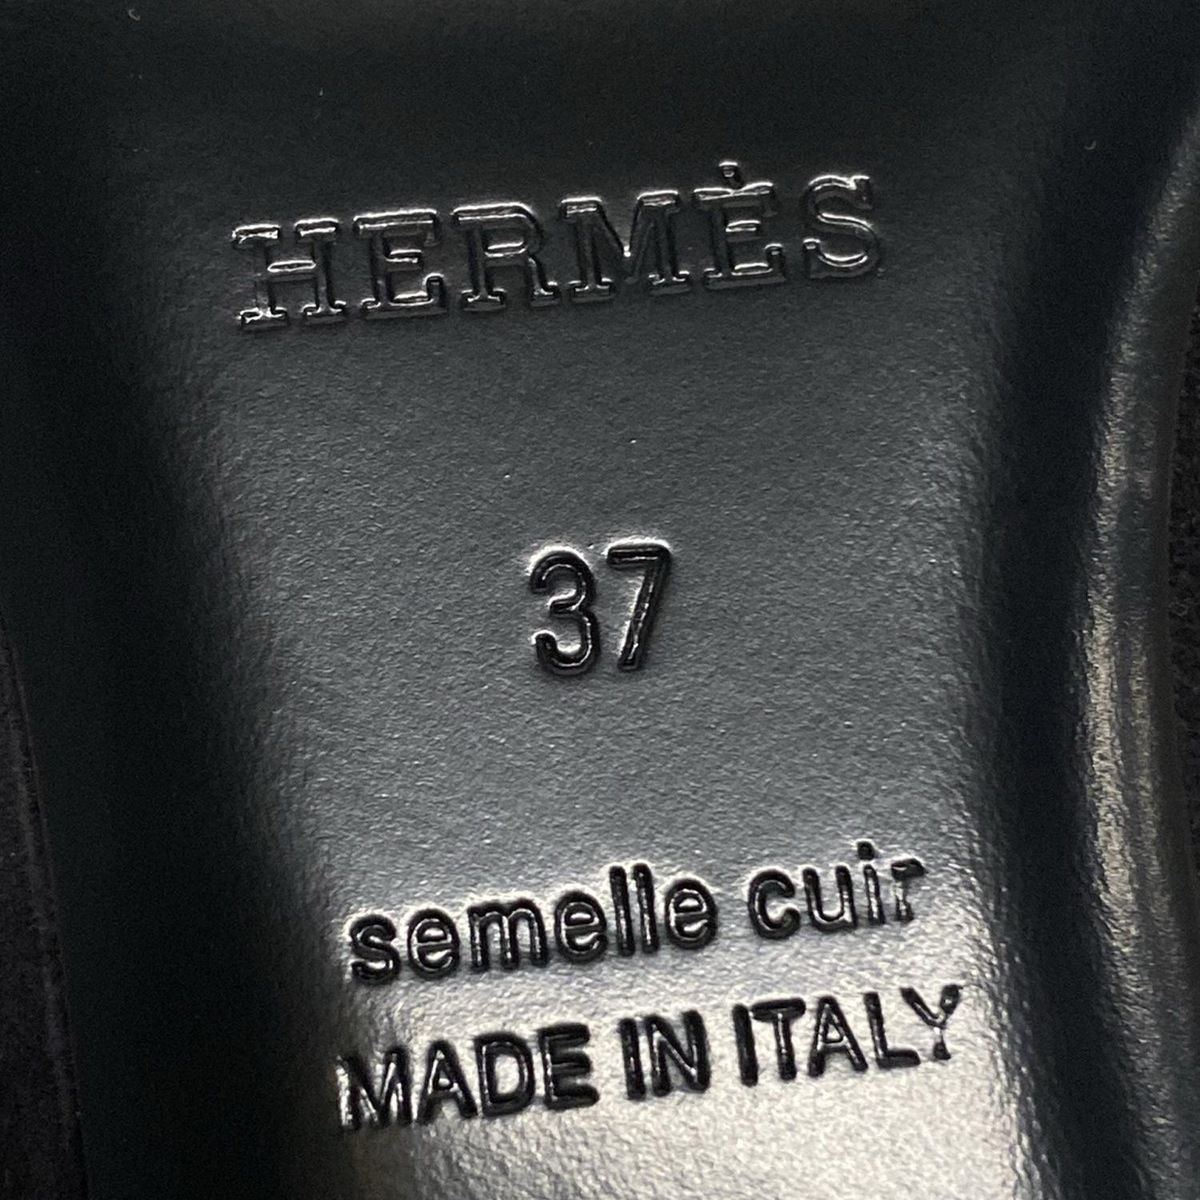 HERMÈS
37
semelle cuir
MADE IN ITALY